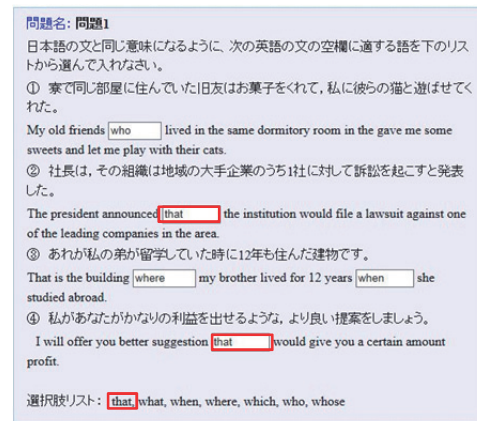 問題名: 問題1
日本語の文と同じ意味になるように、次の英語の文の空欄に適する語を下のリス
トから選んで入れなさい。
① 寮で同じ部屋に住んでいた旧友はお菓子をくれて，私に彼らの猫と遊ばせてく
れた。
My old friends who lived in the same dormitory room in the gave me some
sweets and let me play with their cats.
② 社長は，その組織は地域の大手企業のうち1社に対して訴訟を起こすと発表
した。
The president announced that the institution would file a lawsuit against one
of the leading companies in the area.
③ あれが私の弟が留学していた時に12年も住んだ建物です。
That is the building where my brother lived for 12 years when she
studied abroad.
④ 私があなたがかなりの利益を出せるような，より良い提案をしましょう。
I will offer you better suggestion that would give you a certain amount
profit.
選択肢リスト: that, what, when, where, which, who, whose